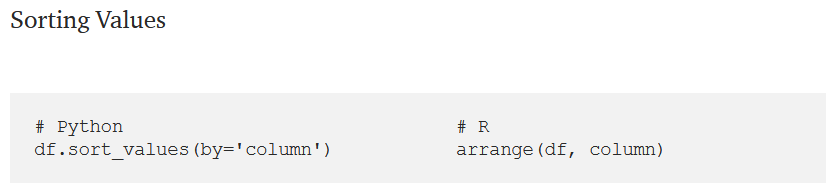 Sorting Values
# Python # R
df.sort_values(by='column') arrange(df, column)